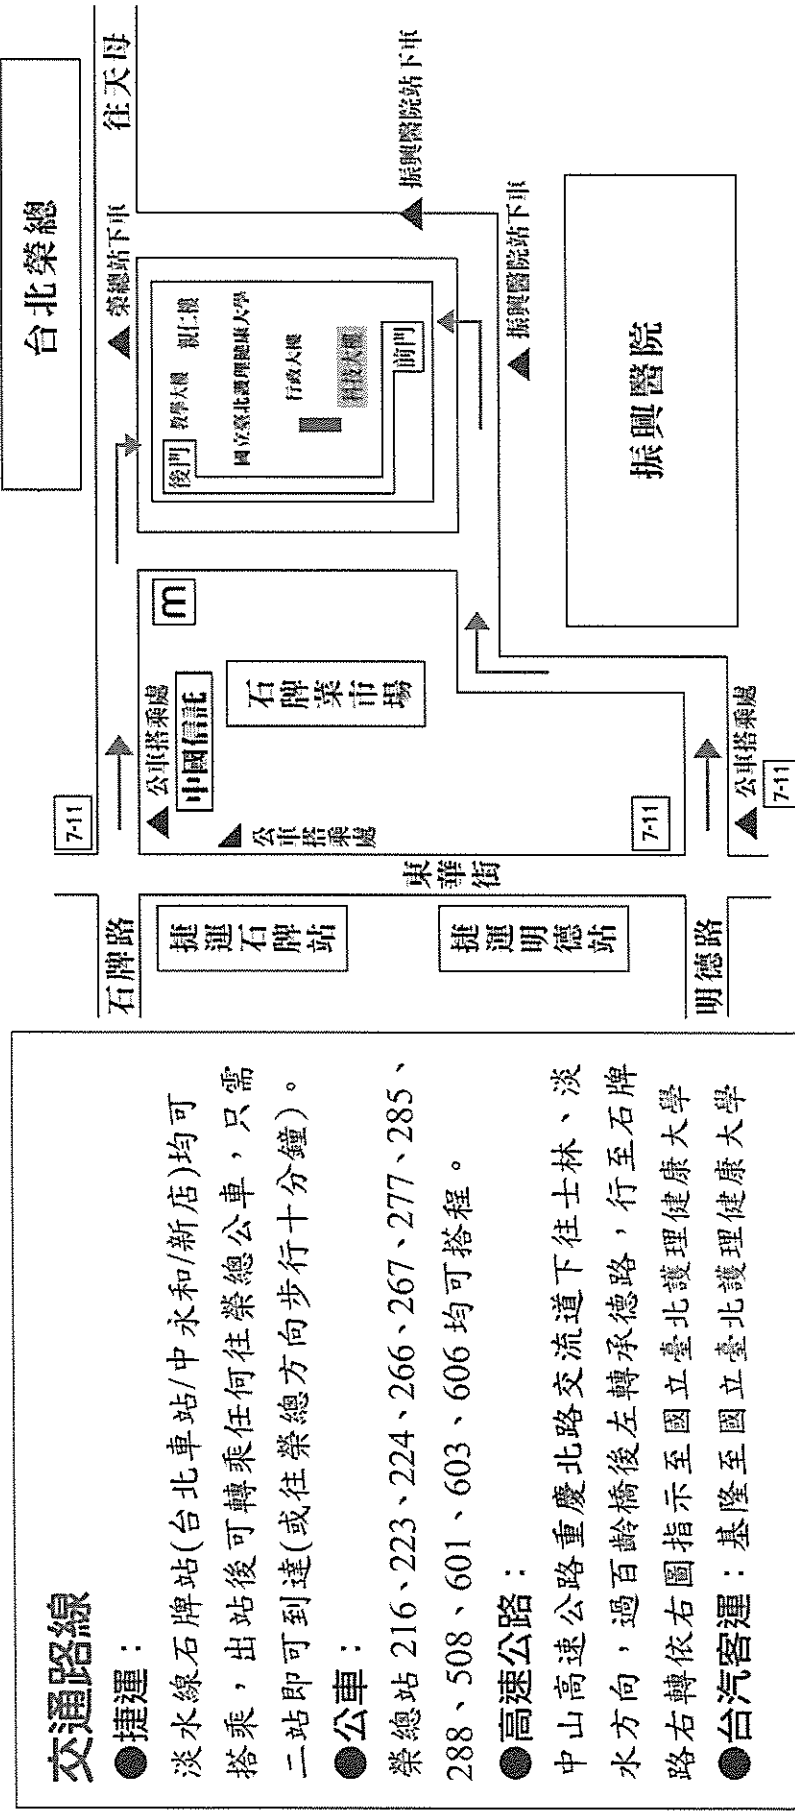 交通路線
●捷運：
淡水線石牌站(台北車站/中永和/新店)均可
搭乘，出站後可轉乘任何往榮總公車，只需
二站即可到達(或往榮總方向步行十分鐘)。
●公車：
榮總站 216、223、224、266、267、277、285、
288、508、601、603、606 均可搭程。
●高速公路：
中山高速公路重慶北路交流道下往士林、淡
水方向，過百齡橋後左轉承德路，行至石牌
路右轉依右圖指示至國立臺北護理健康大學
●台汽客運：基隆至國立臺北護理健康大學
台北榮總
7-11
石牌路
公車搭乘處
榮總站下車
往天母
捷運石牌站
中國信託
m
後門
教學大樓
親仁樓
公車搭乘處
石牌菜市場
國立臺北護理健康大學
行政大樓
科技大樓
前門
東華街
振興醫院站下車
捷運明德站
振興醫院站下車
7-11
明德路
公車搭乘處
7-11
振興醫院